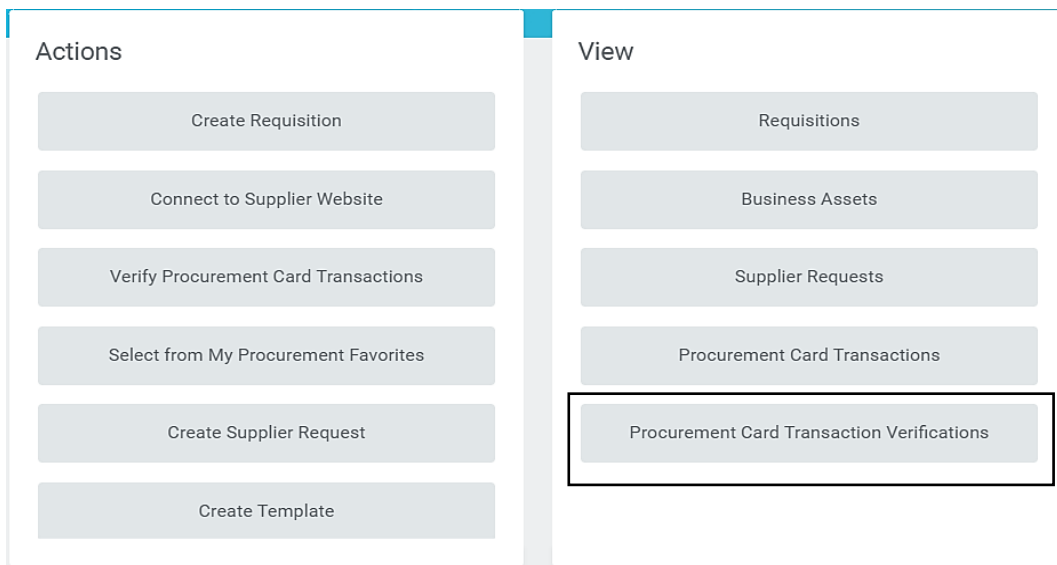 Actions
Create Requisition
Connect to Supplier Website
Verify Procurement Card Transactions
Select from My Procurement Favorites
Create Supplier Request
Create Template
View
Requisitions
Business Assets
Supplier Requests
Procurement Card Transactions
Procurement Card Transaction Verifications